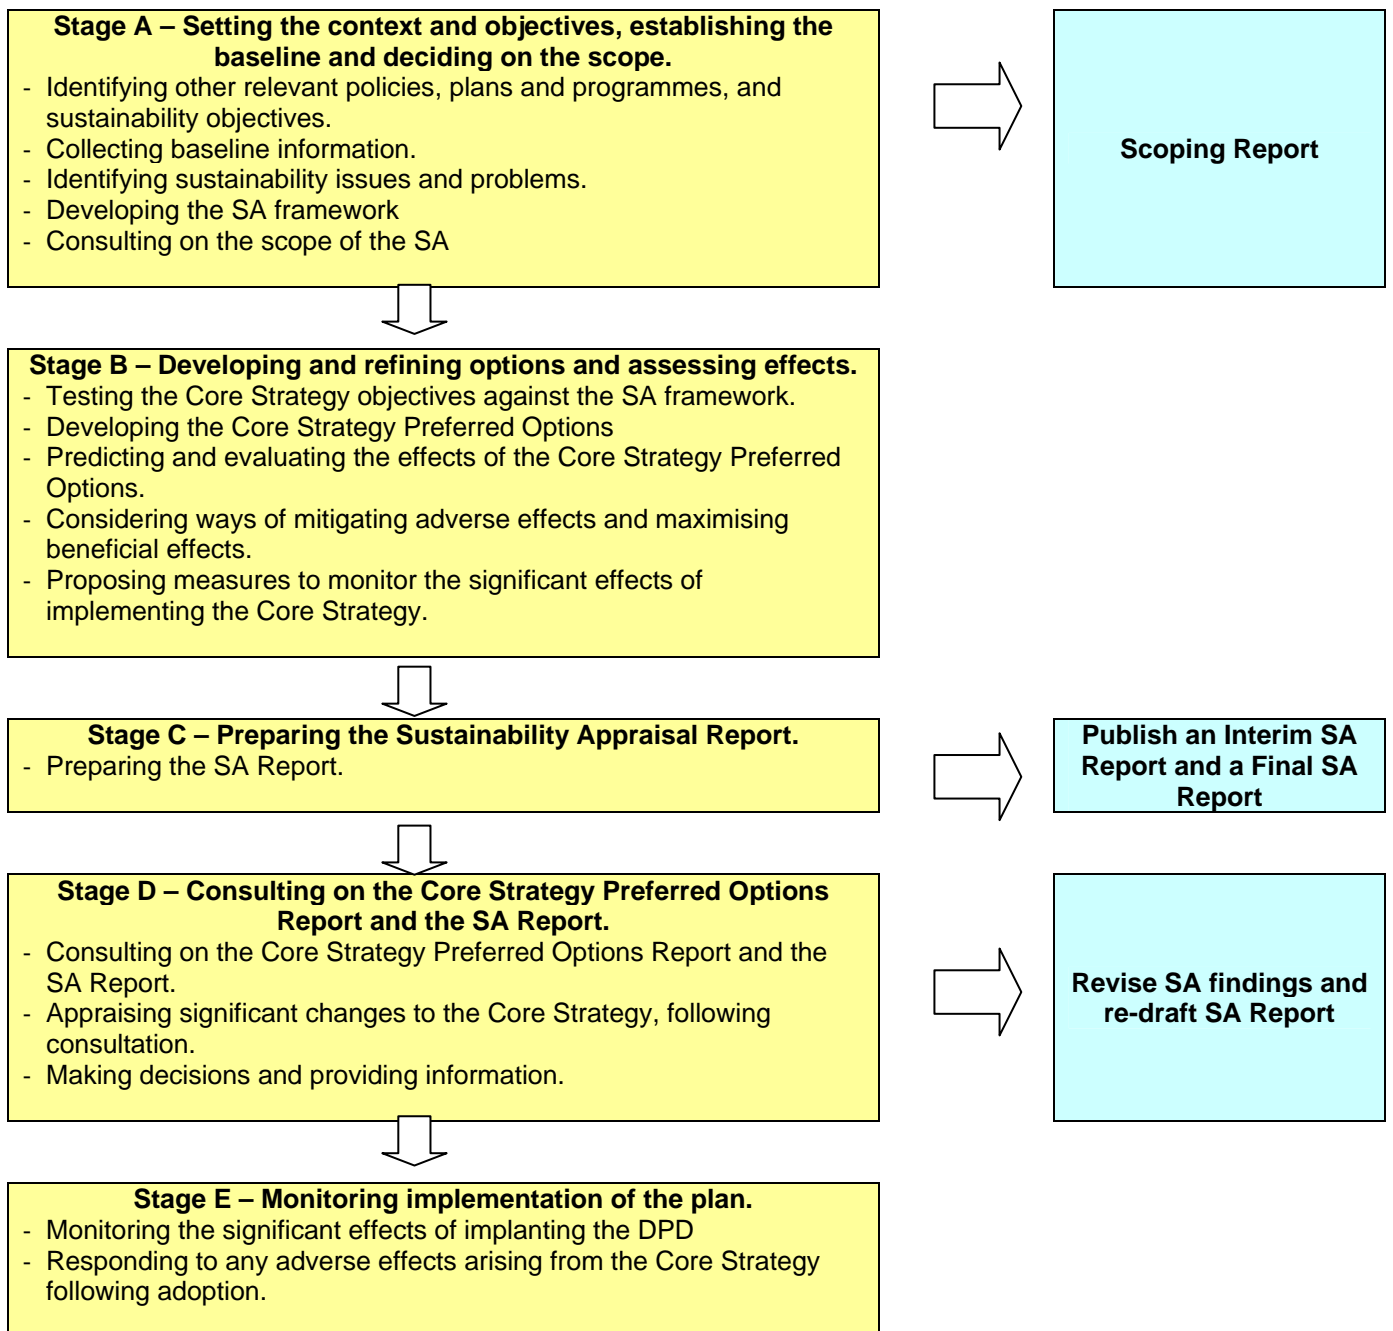 Stage A – Setting the context and objectives, establishing the
baseline and deciding on the scope.
- Identifying other relevant policies, plans and programmes, and
sustainability objectives.
- Collecting baseline information.
- Identifying sustainability issues and problems.
- Developing the SA framework
- Consulting on the scope of the SA
Scoping Report
Stage B – Developing and refining options and assessing effects.
- Testing the Core Strategy objectives against the SA framework.
- Developing the Core Strategy Preferred Options
- Predicting and evaluating the effects of the Core Strategy Preferred
Options.
- Considering ways of mitigating adverse effects and maximising
beneficial effects.
- Proposing measures to monitor the significant effects of
implementing the Core Strategy.
Stage C – Preparing the Sustainability Appraisal Report.
- Preparing the SA Report.
Publish an Interim SA
Report and a Final SA
Report
Stage D – Consulting on the Core Strategy Preferred Options
Report and the SA Report.
- Consulting on the Core Strategy Preferred Options Report and the
SA Report.
- Appraising significant changes to the Core Strategy, following
consultation.
- Making decisions and providing information.
Revise SA findings and
re-draft SA Report
Stage E – Monitoring implementation of the plan.
- Monitoring the significant effects of implanting the DPD
- Responding to any adverse effects arising from the Core Strategy
following adoption.